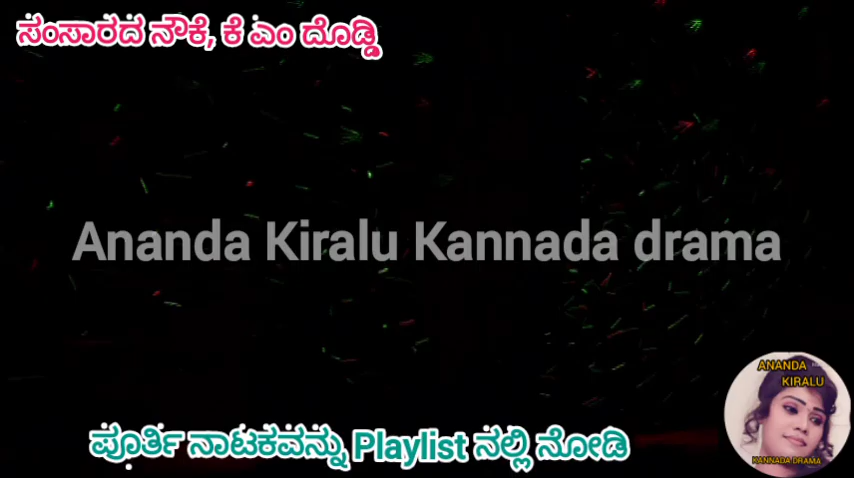 ಸಂಸಾರದ ನೌಕೆ, ಕೆ ಎಂ ದೊಡ್ಡಿ
Ananda Kiralu Kannada drama
ANANDA
KIRALU
KANNADA DRAMA
ಪೂರ್ತಿ ನಾಟಕವನ್ನು Playlist ನಲ್ಲಿ ನೋಡಿ